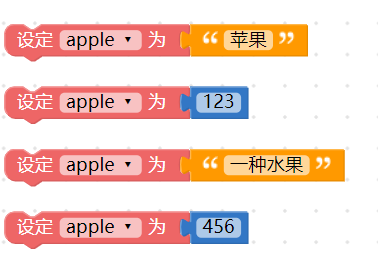 设定 apple 为 “ 苹果 ”
设定 apple 为 123
设定 apple 为 “ 一种水果 ”
设定 apple 为 456